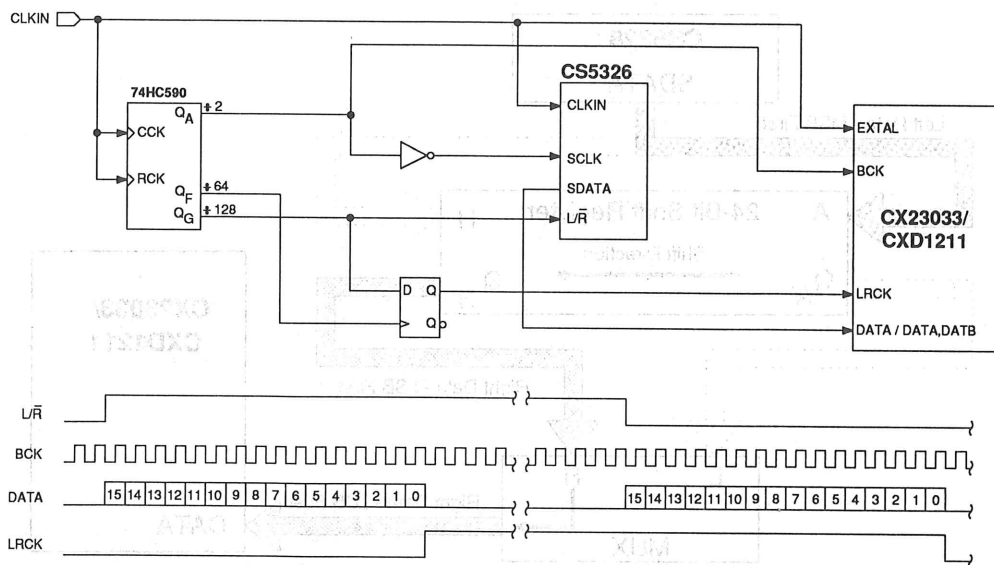 CLKIN
74HC590
QA ÷ 2
CCK
RCK
QF ÷ 64
QG ÷ 128
CS5326
CLKIN
SCLK
SDATA
L/R̅
D Q
Q
EXTAL
BCK
CX23033/
CXD1211
LRCK
DATA / DATA,DATB
L/R̅
BCK
DATA
15 14 13 12 11 10 9 8 7 6 5 4 3 2 1 0
15 14 13 12 11 10 9 8 7 6 5 4 3 2 1 0
LRCK